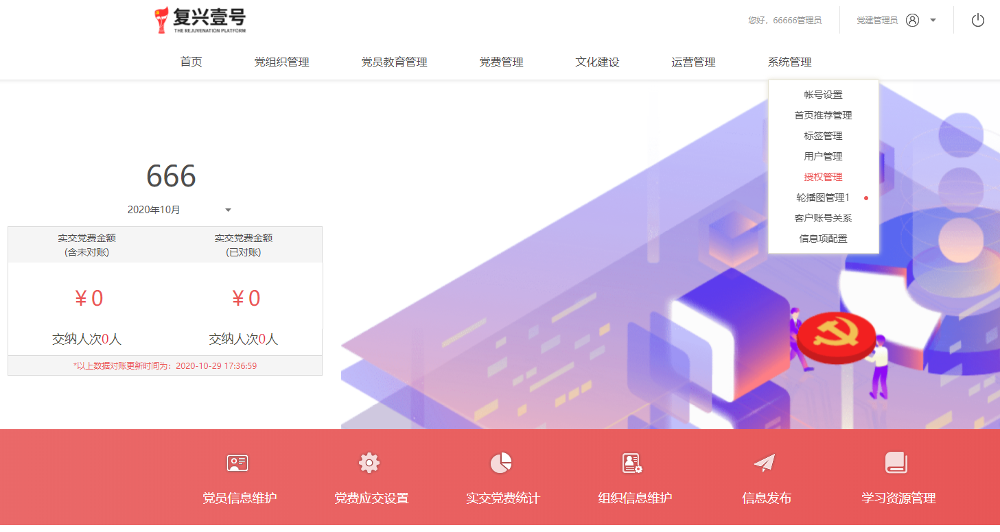 复兴壹号
THE REJUVENATION PLATFORM
您好，66666管理员
党建管理员
首页
党组织管理
党员教育管理
党费管理
文化建设
运营管理
系统管理
帐号设置
首页推荐管理
标签管理
用户管理
授权管理
轮播图管理1
客户账号关系
信息项配置
666
2020年10月
实交党费金额
(含未对账)
实交党费金额
(已对账)
¥ 0
¥ 0
交纳人次0人
交纳人次0人
*以上数据对账更新时间为：2020-10-29 17:36:59
党员信息维护
党费应交设置
实交党费统计
组织信息维护
信息发布
学习资源管理